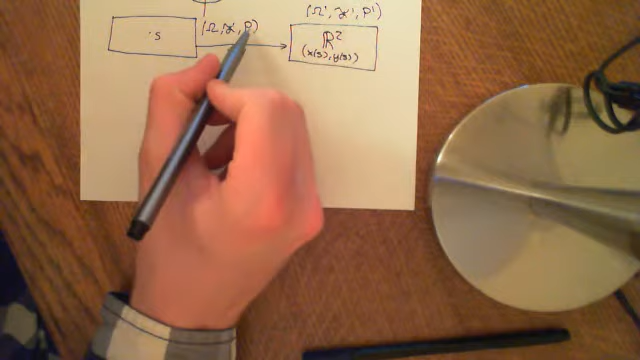 (Ω', ℱ', P')
(Ω, ℱ, P)
·s
ℝ²
(x(s), y(s))